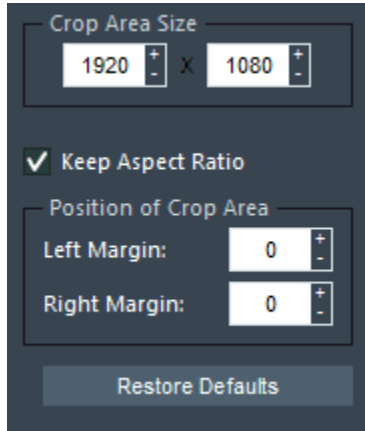 Crop Area Size
1920 + - X 1080 + -
Keep Aspect Ratio
Position of Crop Area
Left Margin: 0 + -
Right Margin: 0 + -
Restore Defaults